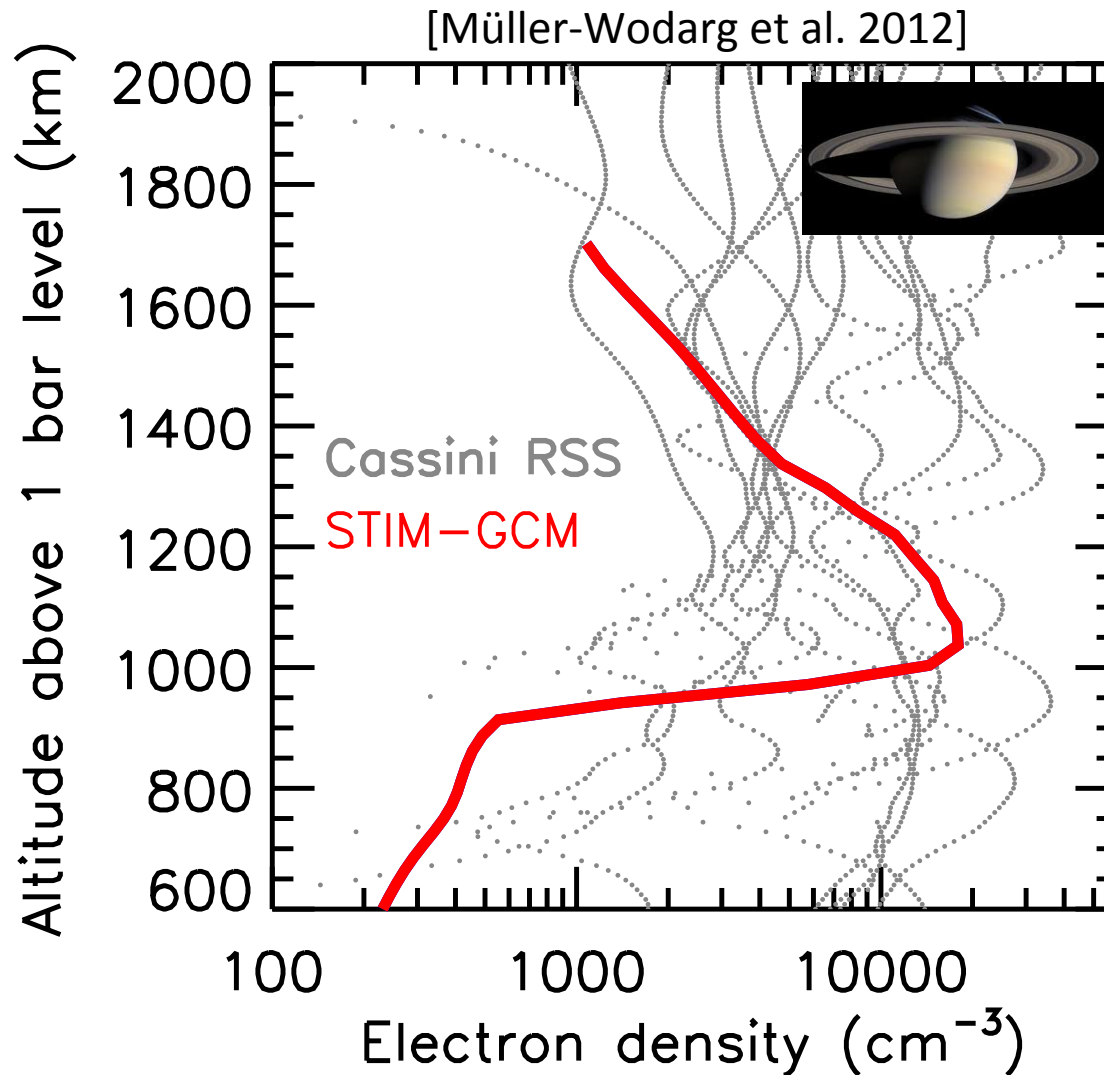 [Müller-Wodarg et al. 2012]
2000
1800
1600
1400
1200
1000
800
600
Altitude above 1 bar level (km)
Cassini RSS
STIM-GCM
100
1000
10000
Electron density (cm⁻³)